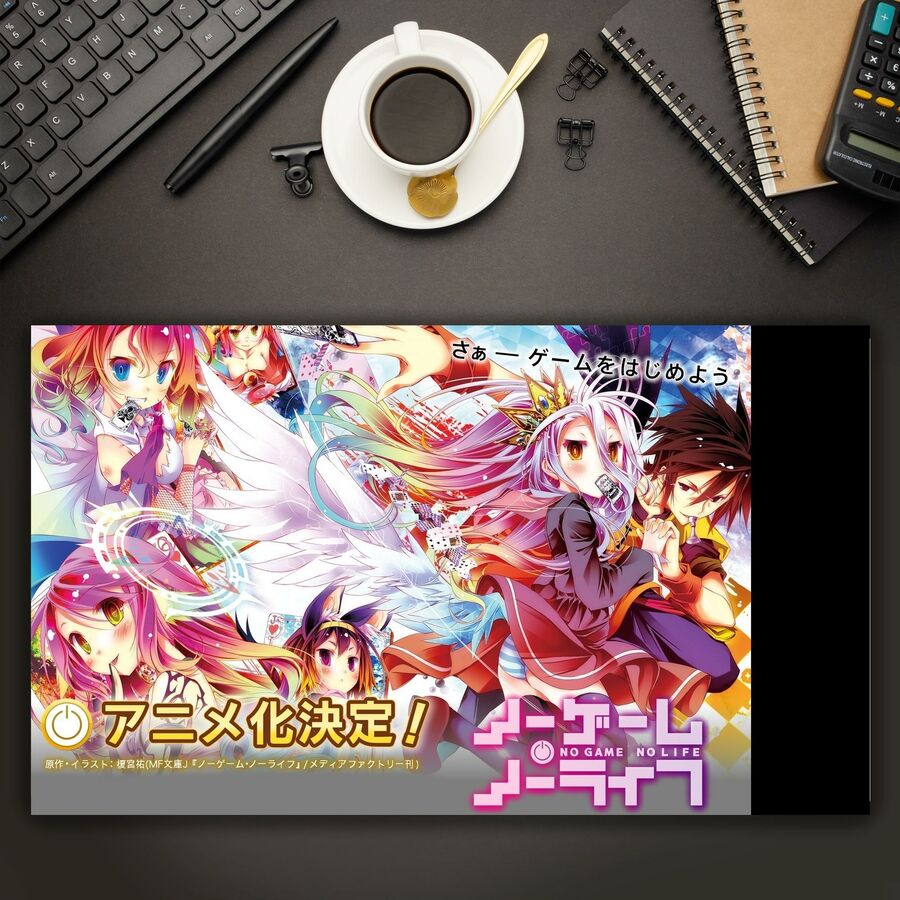 さぁ ― ゲームをはじめよう
アニメ化決定！
原作・イラスト：榎宮祐(MF文庫J『ノーゲーム・ノーライフ』/メディアファクトリー刊)
ノーゲーム
NO GAME NO LIFE
ノーライフ
ELECTRONIC CALCULATOR